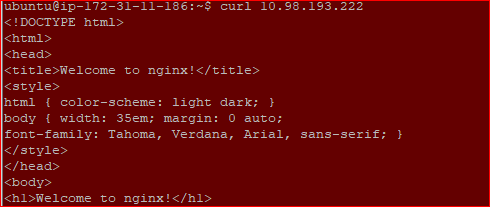 ubuntu@ip-172-31-11-186:~$ curl 10.98.193.222
<!DOCTYPE html>
<html>
<head>
<title>Welcome to nginx!</title>
<style>
html { color-scheme: light dark; }
body { width: 35em; margin: 0 auto;
font-family: Tahoma, Verdana, Arial, sans-serif; }
</style>
</head>
<body>
<h1>Welcome to nginx!</h1>